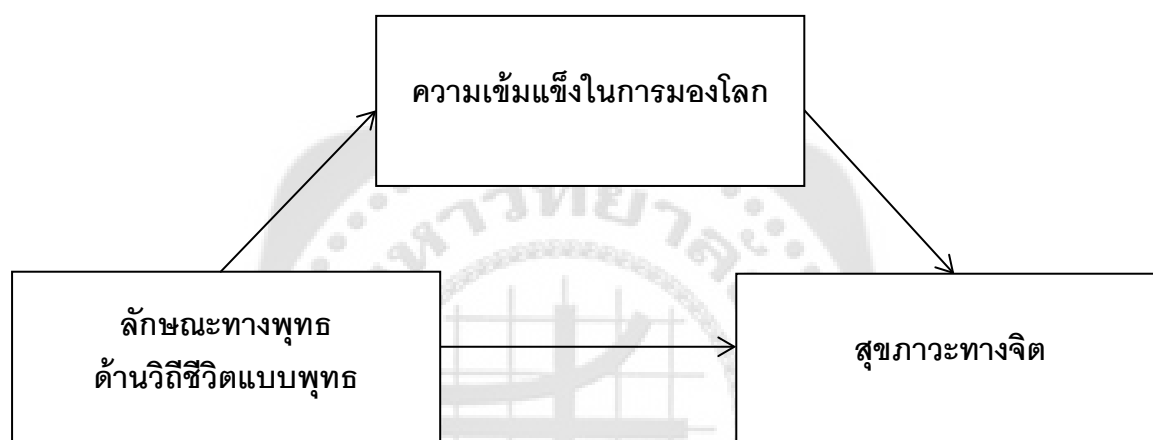 ความเข้มแข็งในการมองโลก
ลักษณะทางพุทธ
ด้านวิถีชีวิตแบบพุทธ
สุขภาวะทางจิต